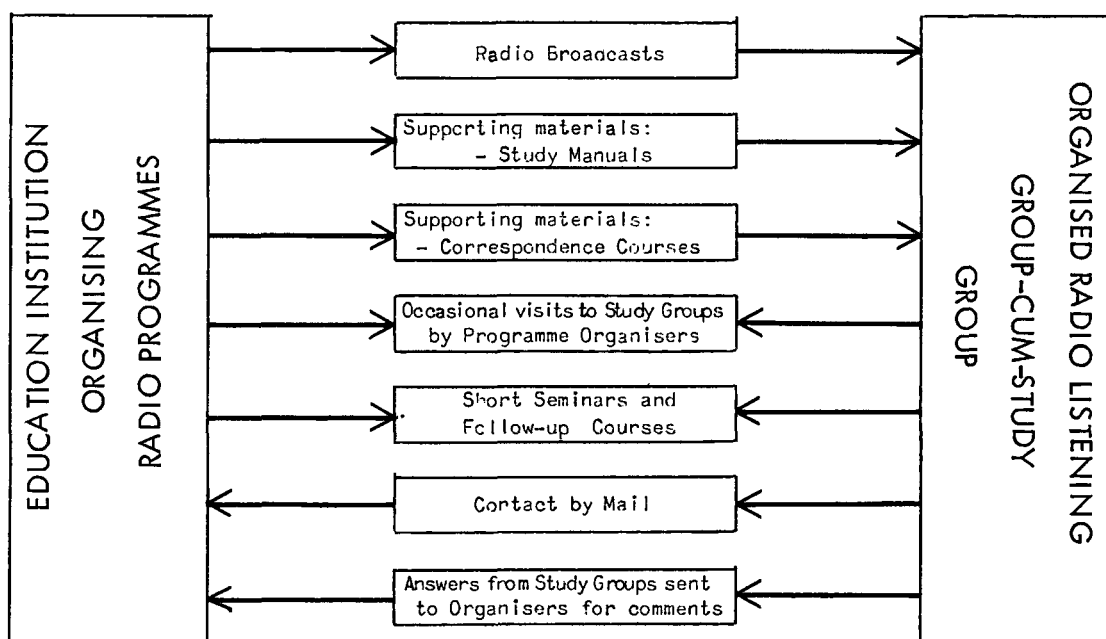 EDUCATION INSTITUTION
ORGANISING
RADIO PROGRAMMES
Radio Broadcasts
Supporting materials:
- Study Manuals
Supporting materials:
- Correspondence Courses
Occasional visits to Study Groups
by Programme Organisers
Short Seminars and
Follow-up Courses
Contact by Mail
Answers from Study Groups sent
to Organisers for comments
ORGANISED RADIO LISTENING
GROUP-CUM-STUDY
GROUP